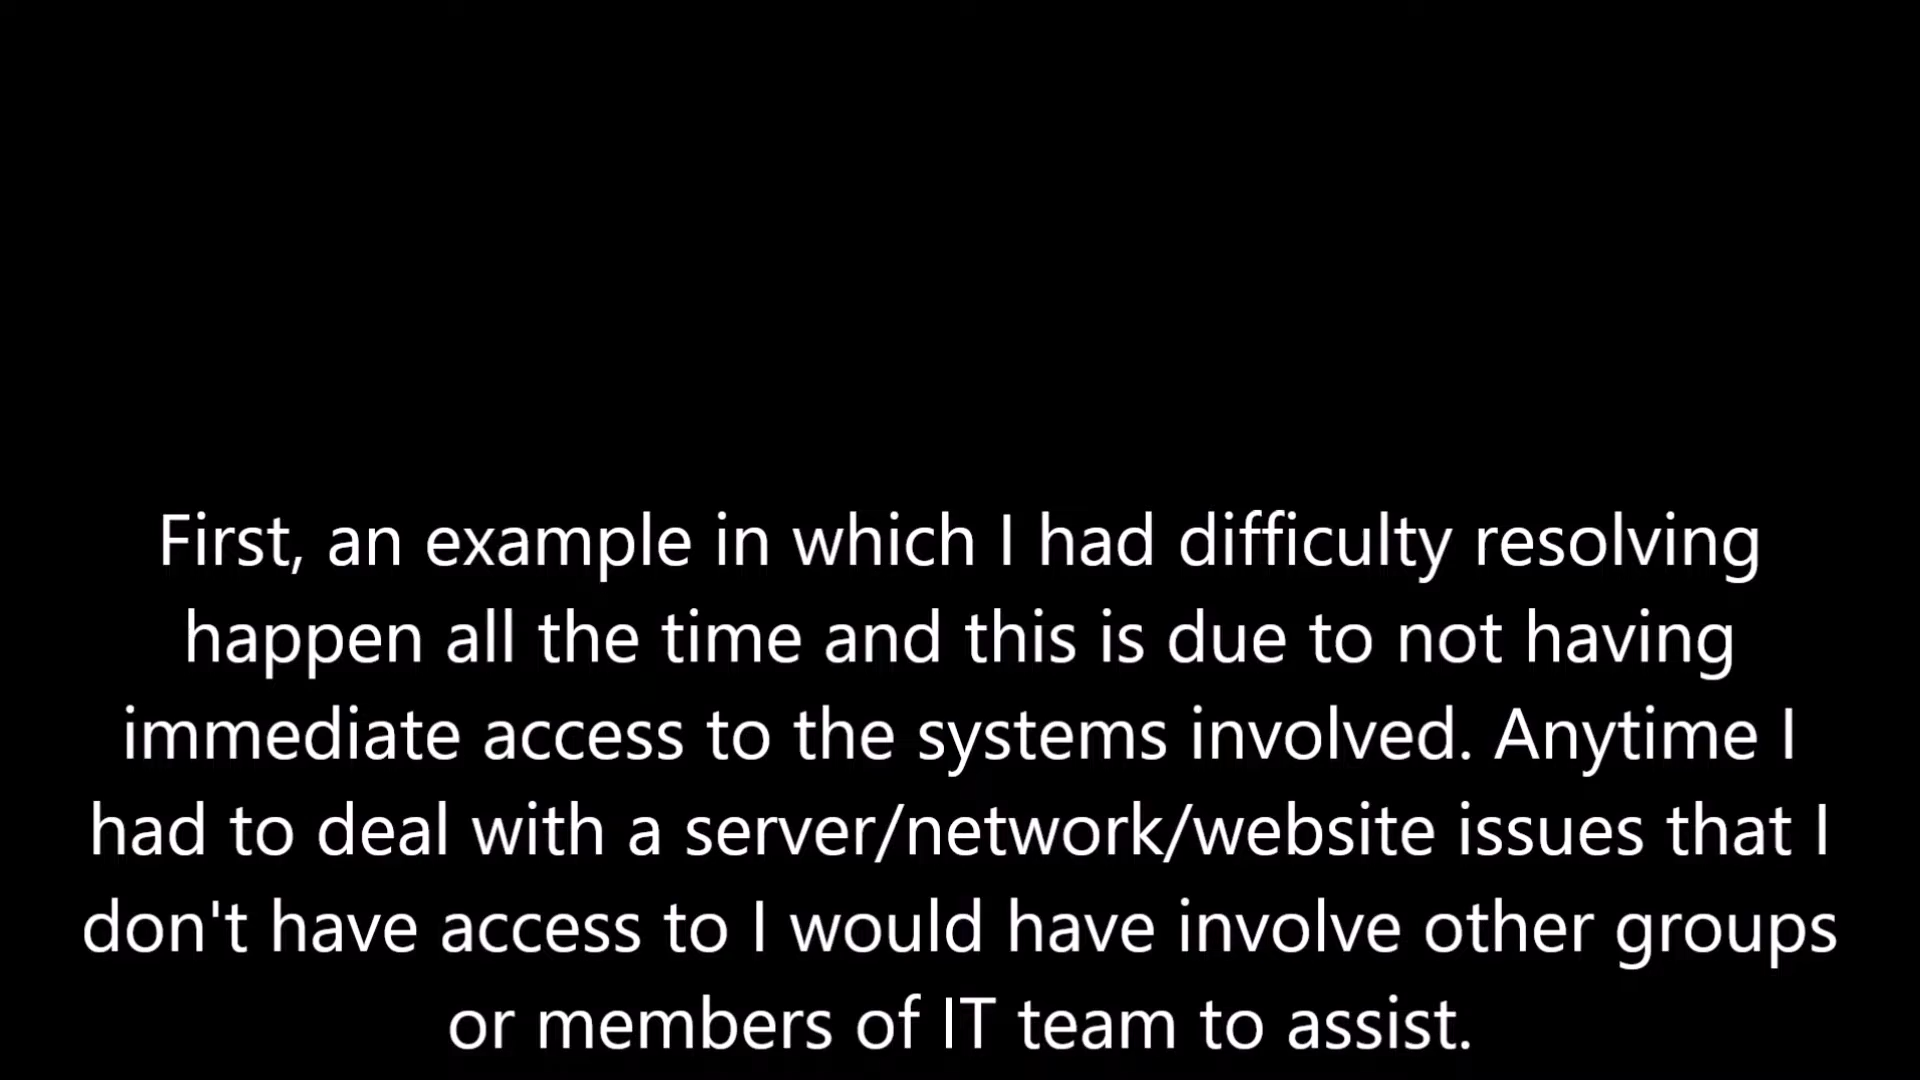 First, an example in which I had difficulty resolving
happen all the time and this is due to not having
immediate access to the systems involved. Anytime I
had to deal with a server/network/website issues that I
don't have access to I would have involve other groups
or members of IT team to assist.